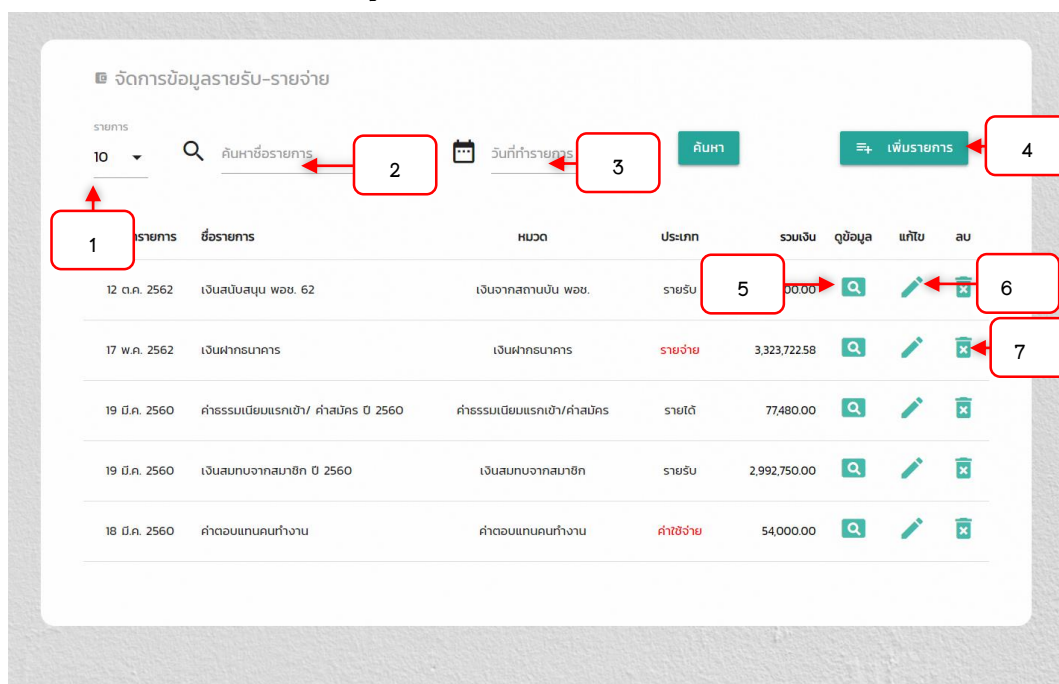 จัดการข้อมูลรายรับ-รายจ่าย
รายการ
10 ค้นหาชื่อรายการ วันที่ทำรายการ ค้นหา เพิ่มรายการ
2 3 4
1 รายการ ชื่อรายการ หมวด ประเภท รวมเงิน ดูข้อมูล แก้ไข ลบ
12 ต.ค. 2562 เงินสนับสนุน พอช. 62 เงินจากสถานบัน พอช. รายรับ 5 00.00 6
17 พ.ค. 2562 เงินฝากธนาคาร เงินฝากธนาคาร รายจ่าย 3,323,722.58 7
19 มี.ค. 2560 ค่าธรรมเนียมแรกเข้า/ ค่าสมัคร ปี 2560 ค่าธรรมเนียมแรกเข้า/ค่าสมัคร รายได้ 77,480.00
19 มี.ค. 2560 เงินสมทบจากสมาชิก ปี 2560 เงินสมทบจากสมาชิก รายรับ 2,992,750.00
18 มี.ค. 2560 ค่าตอบแทนคนทำงาน ค่าตอบแทนคนทำงาน ค่าใช้จ่าย 54,000.00